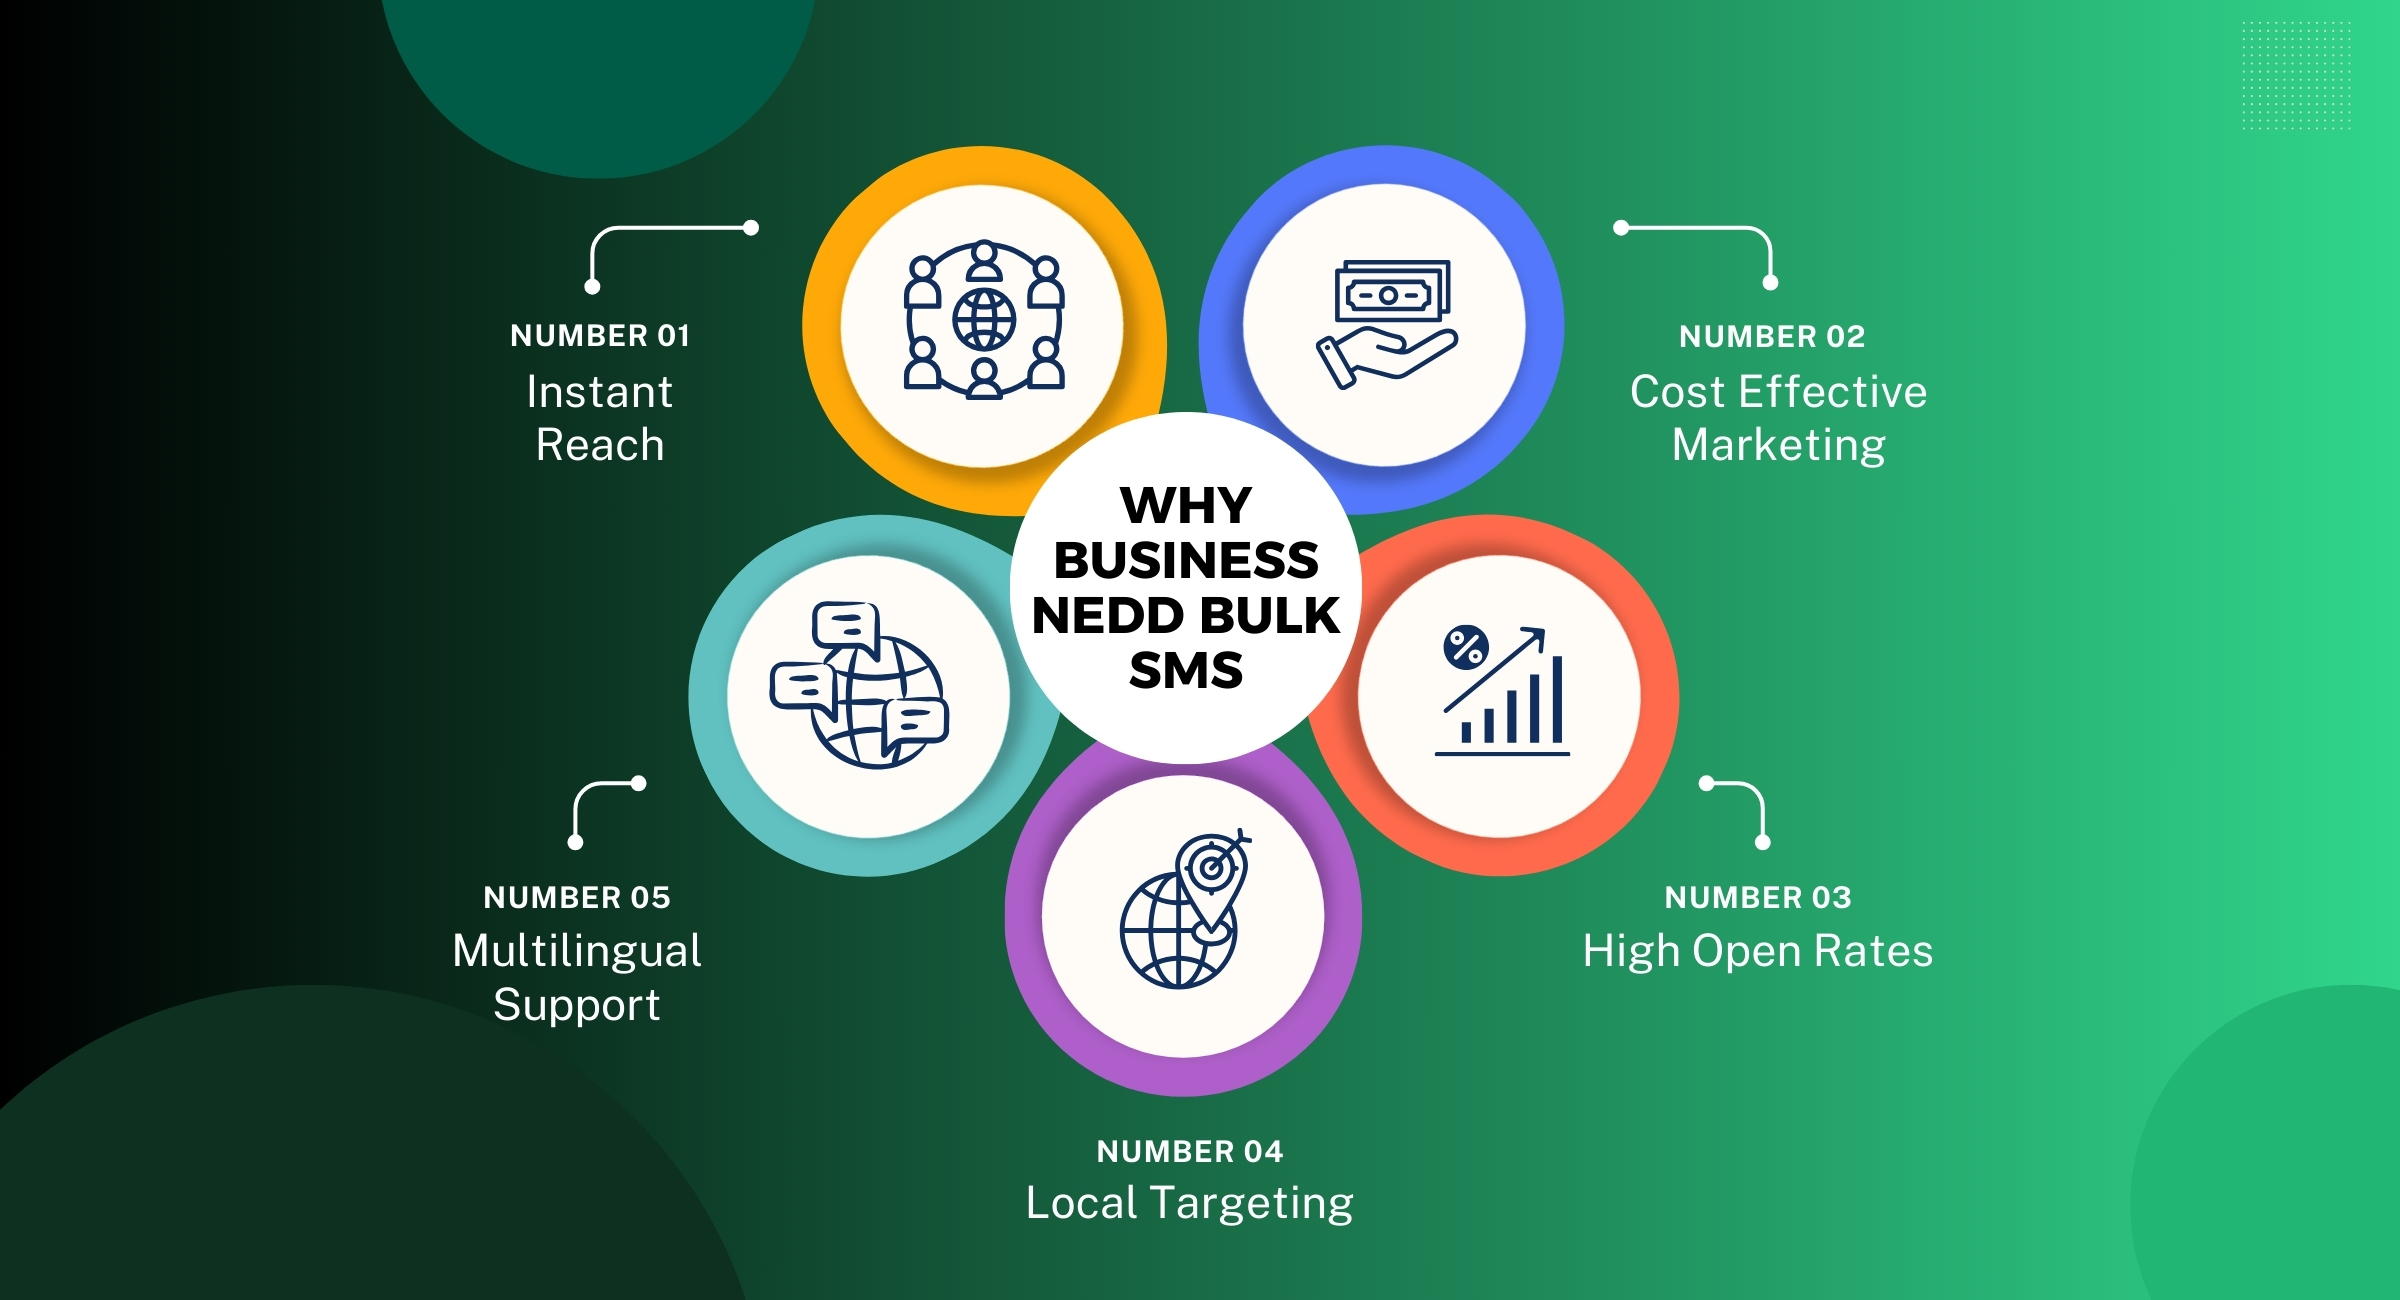 WHY
BUSINESS
NEDD BULK
SMS
NUMBER 01
Instant
Reach
NUMBER 02
Cost Effective
Marketing
NUMBER 03
High Open Rates
NUMBER 04
Local Targeting
NUMBER 05
Multilingual
Support